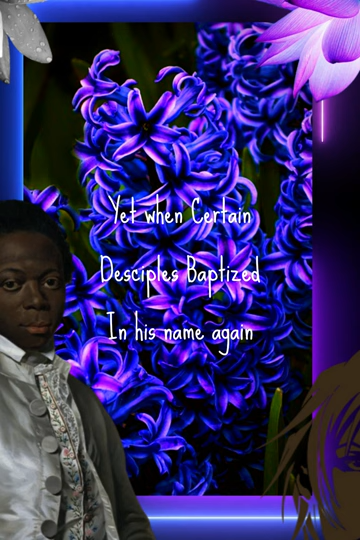 Yet when Certain
Desciples Baptized
In his name again